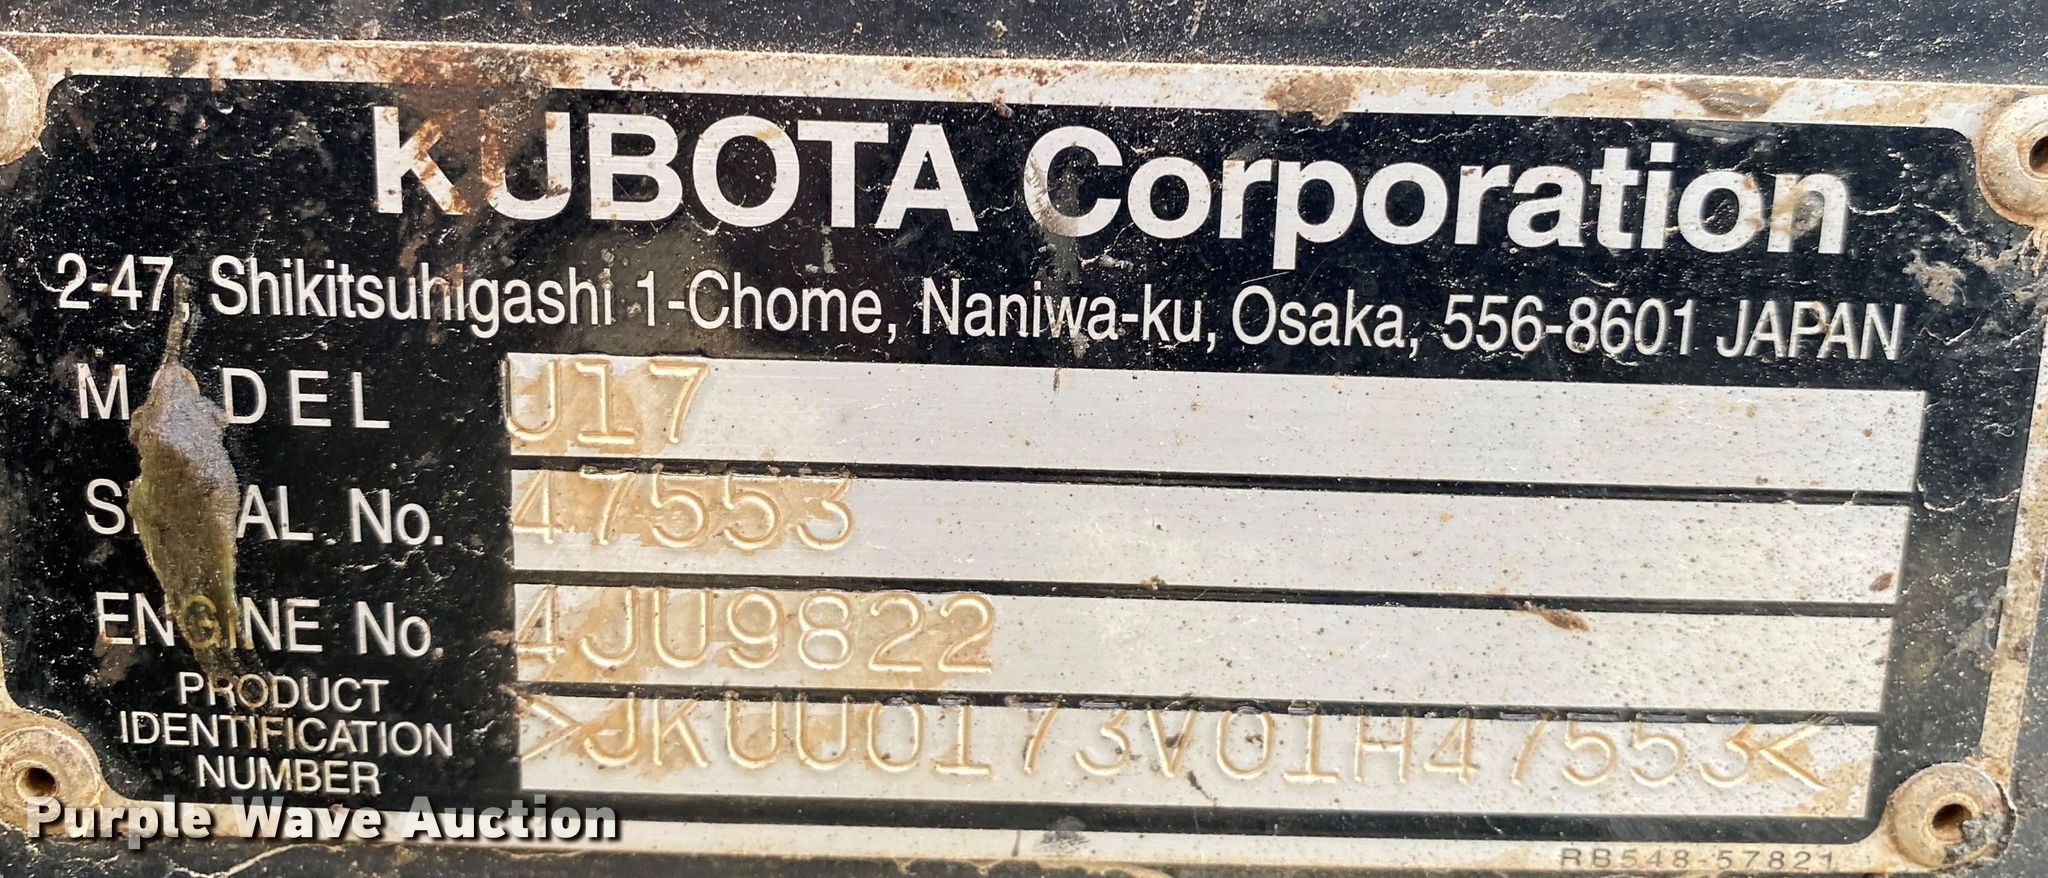 KUBOTA Corporation
2-47, Shikitsuhigashi 1-Chome, Naniwa-ku, Osaka, 556-8601 JAPAN
MODEL U17
SERIAL No. 47553
ENGINE No. 4JU9822
PRODUCT
IDENTIFICATION
NUMBER >JKUU0173V01H47553<
Purple Wave Auction
RB548-57821